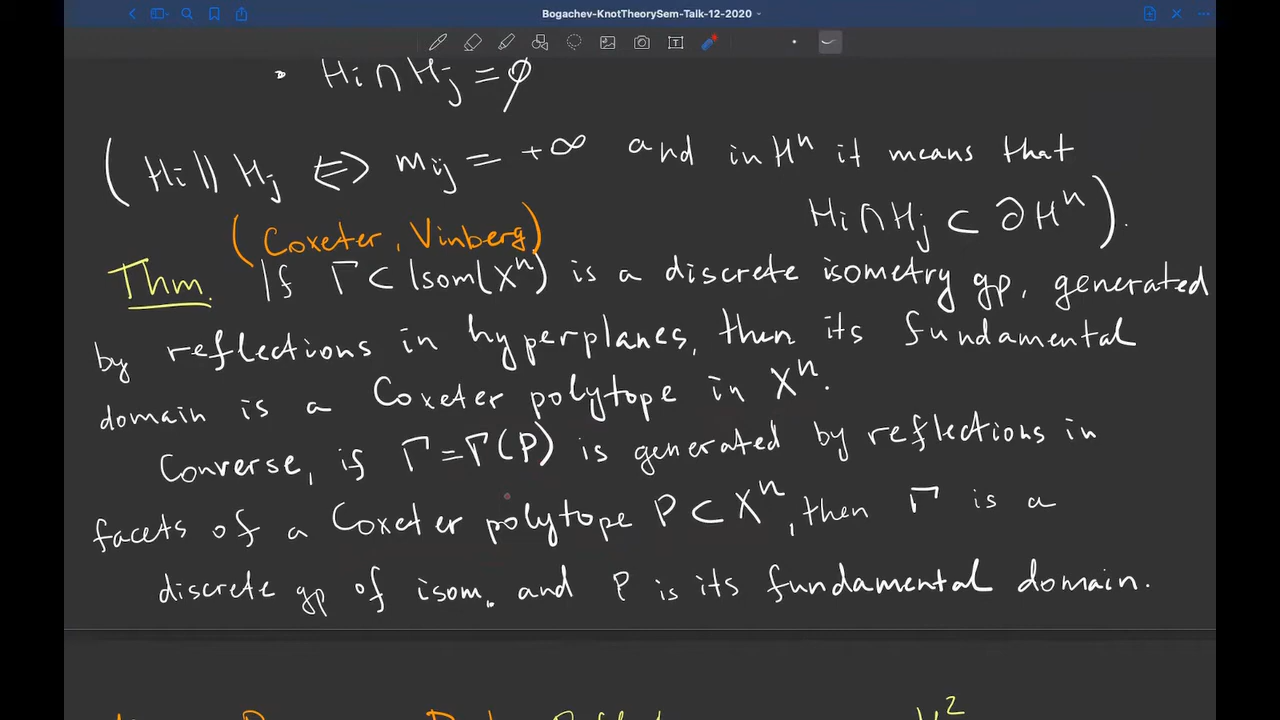 Bogachev-KnotTheorySem-Talk-12-2020
• Hi ∩ Hj = ∅
(Hi || Hj ⟺ mij = +∞ and in Hⁿ it means that
Hi ∩ Hj ⊂ ∂Hⁿ).
(Coxeter, Vinberg)
Thm. If Γ ⊂ Isom(Xⁿ) is a discrete isometry gp, generated
by reflections in hyperplanes, then its fundamental
domain is a Coxeter polytope in Xⁿ.
Converse, if Γ = Γ(P) is generated by reflections in
facets of a Coxeter polytope P ⊂ Xⁿ, then Γ is a
discrete gp of isom. and P is its fundamental domain.